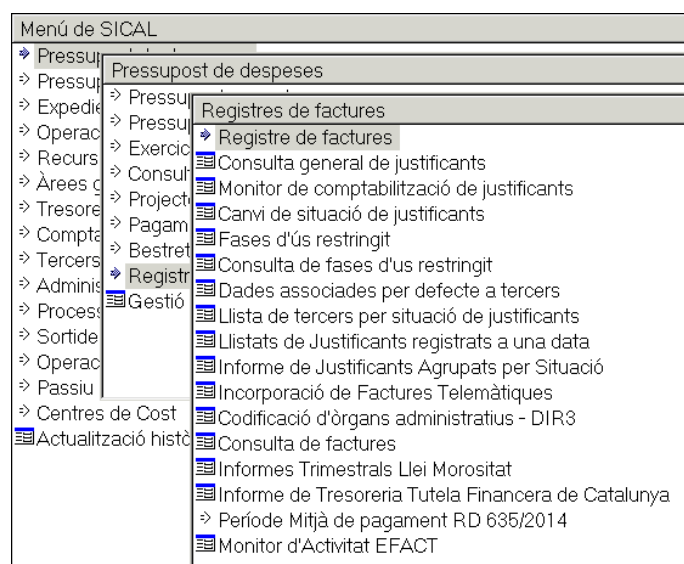 Menú de SICAL
Pressupost de despeses
Registres de factures
Registre de factures
Consulta general de justificants
Monitor de comptabilització de justificants
Canvi de situació de justificants
Fases d'ús restringit
Consulta de fases d'us restringit
Dades associades per defecte a tercers
Llista de tercers per situació de justificants
Llistats de Justificants registrats a una data
Informe de Justificants Agrupats per Situació
Incorporació de Factures Telemàtiques
Codificació d'òrgans administratius - DIR3
Consulta de factures
Informes Trimestrals Llei Morositat
Informe de Tresoreria Tutela Financera de Catalunya
Període Mitjà de pagament RD 635/2014
Monitor d'Activitat EFACT
Gestió
Tercers
Passiu
Centres de Cost